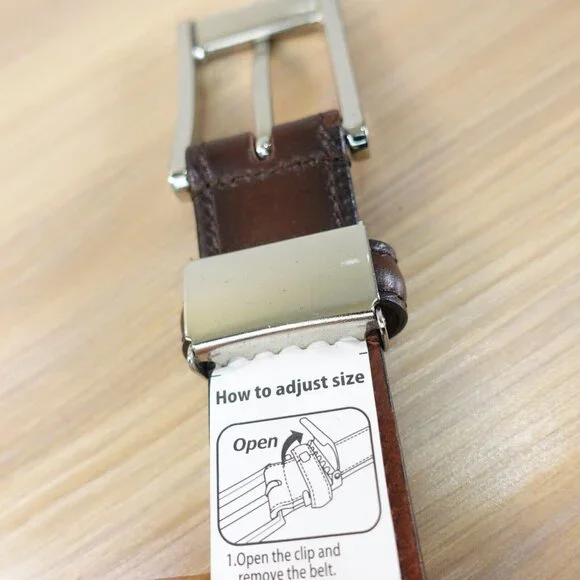 How to adjust size
Open
1.Open the clip and
remove the belt.